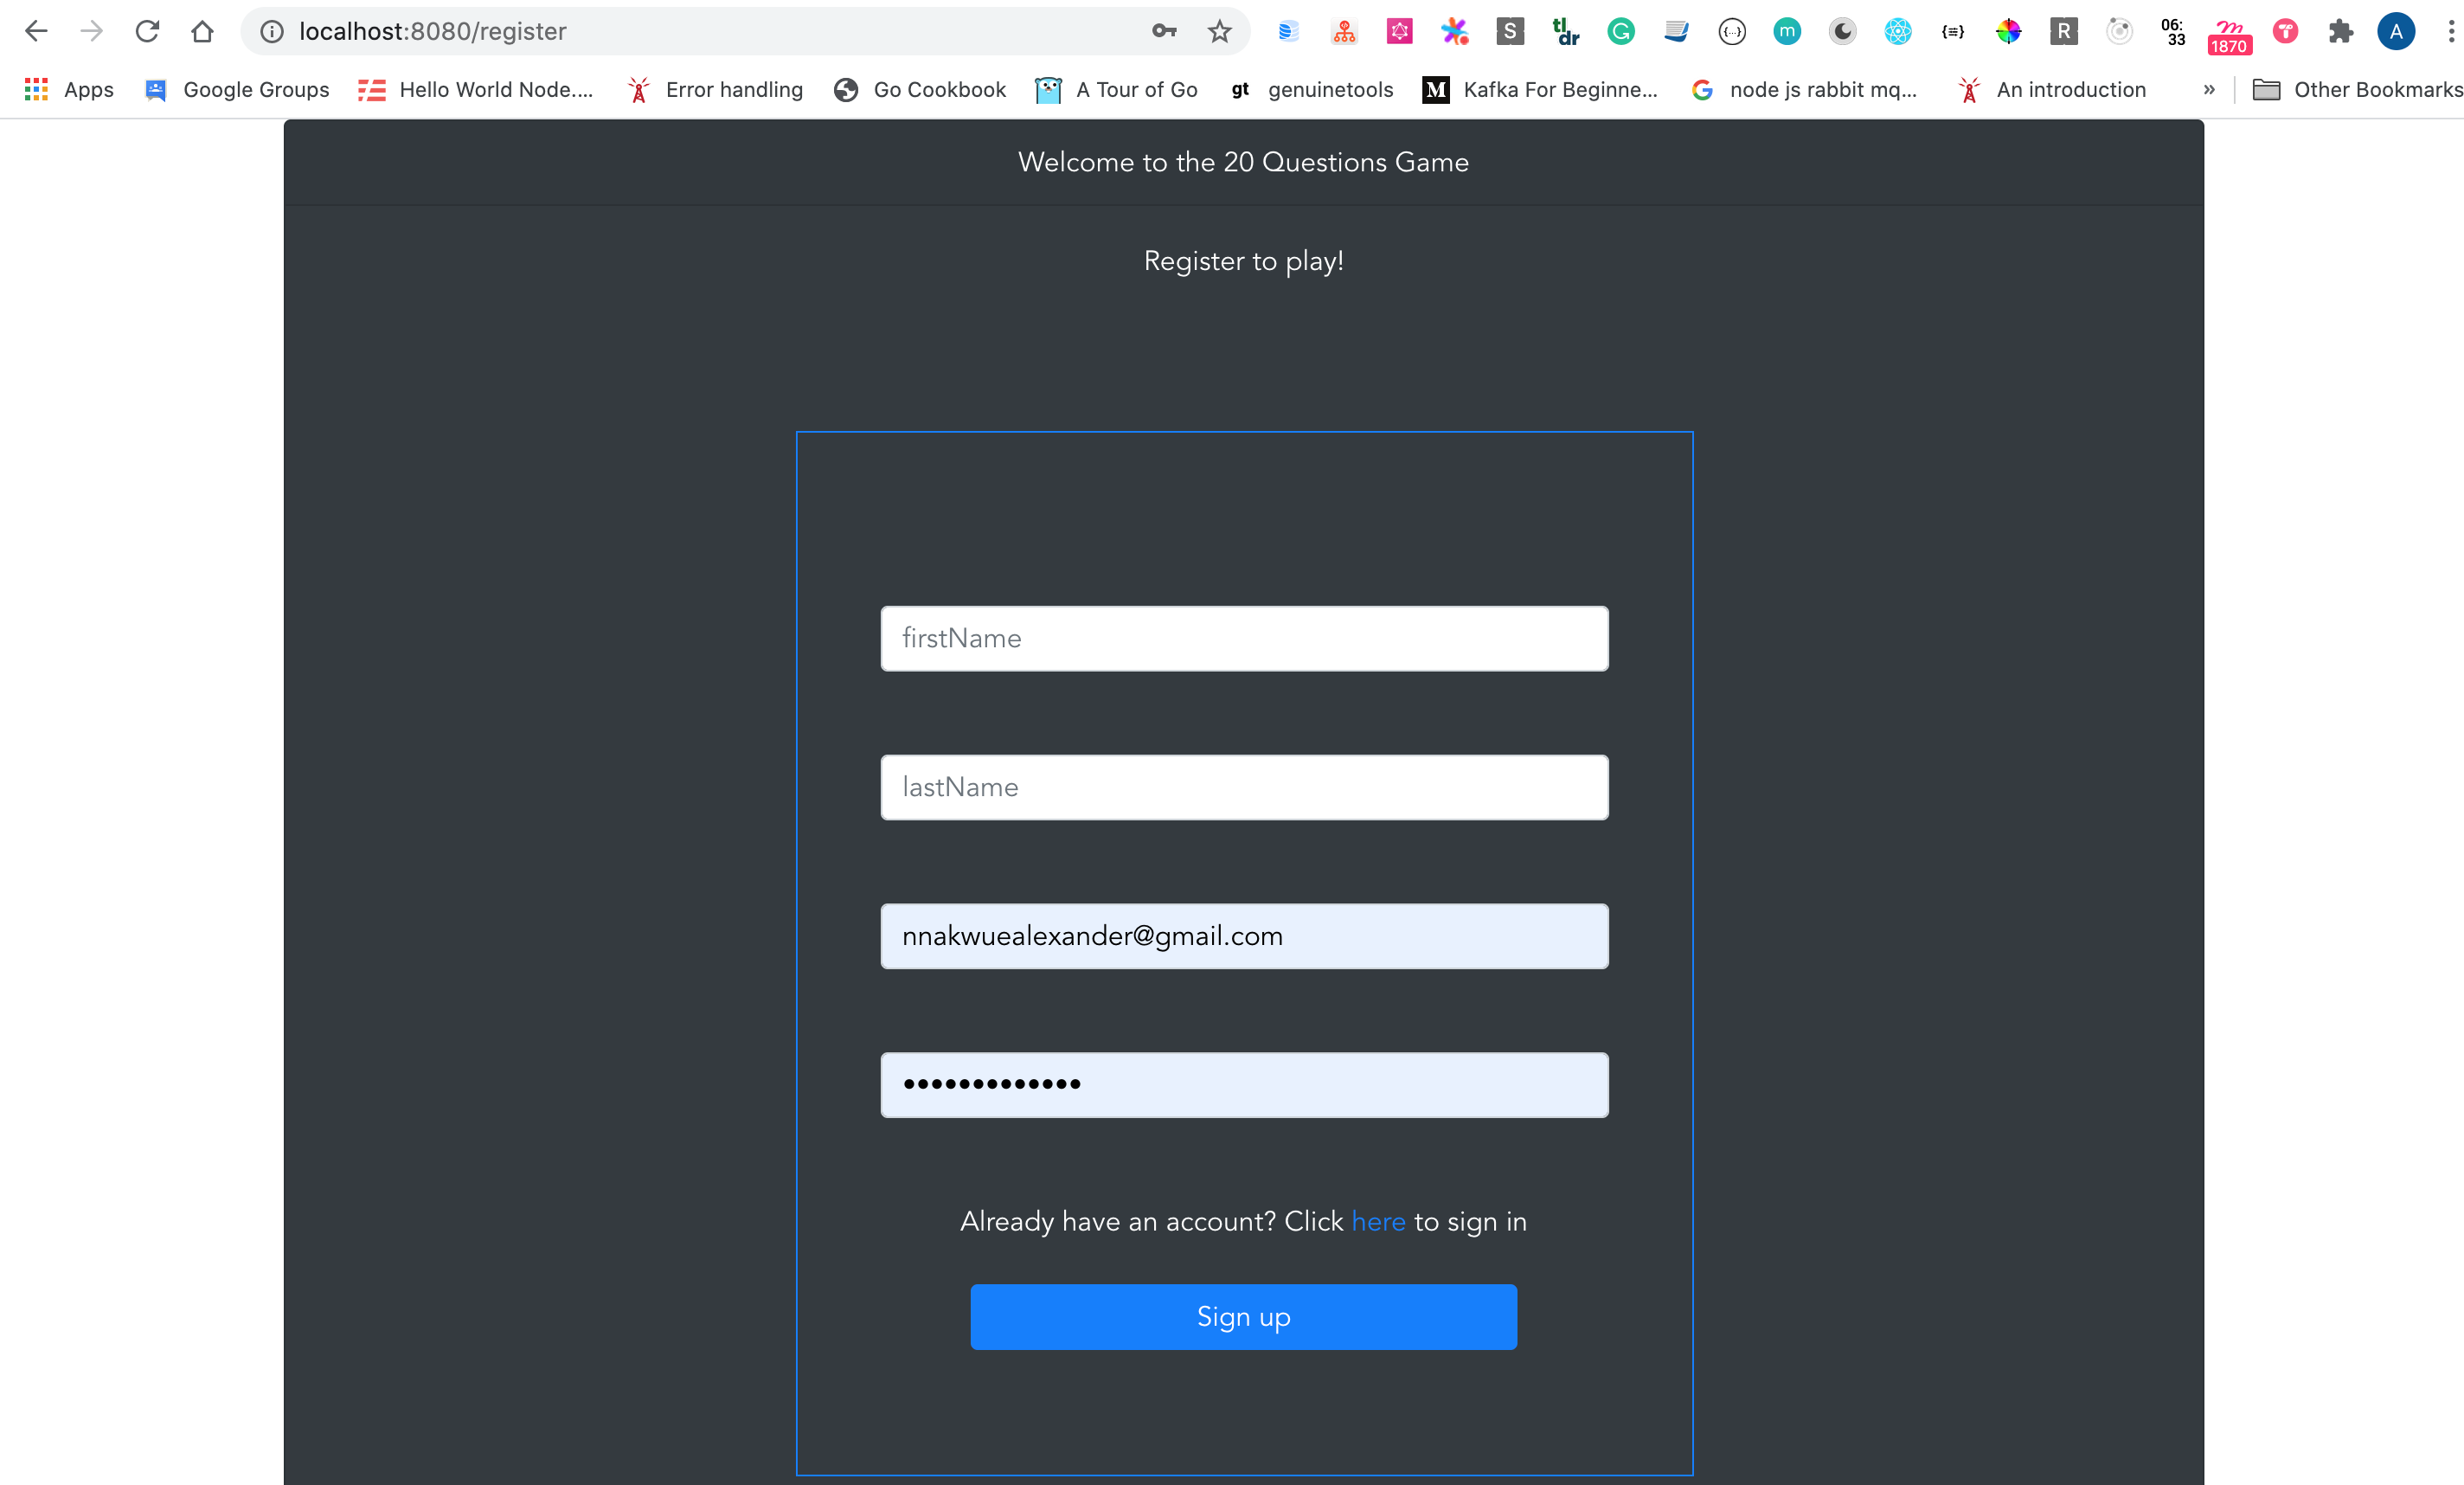 localhost:8080/register
S
tl
dr
G
{...}
m
{≡}
R
06:
33
m
1870
A
Apps
Google Groups
Hello World Node....
Error handling
Go Cookbook
A Tour of Go
gt genuinetools
M Kafka For Beginne...
G node js rabbit mq...
An introduction
»
Other Bookmarks
Welcome to the 20 Questions Game
Register to play!
firstName
lastName
nnakwuealexander@gmail.com
•••••••••••••
Already have an account? Click here to sign in
Sign up